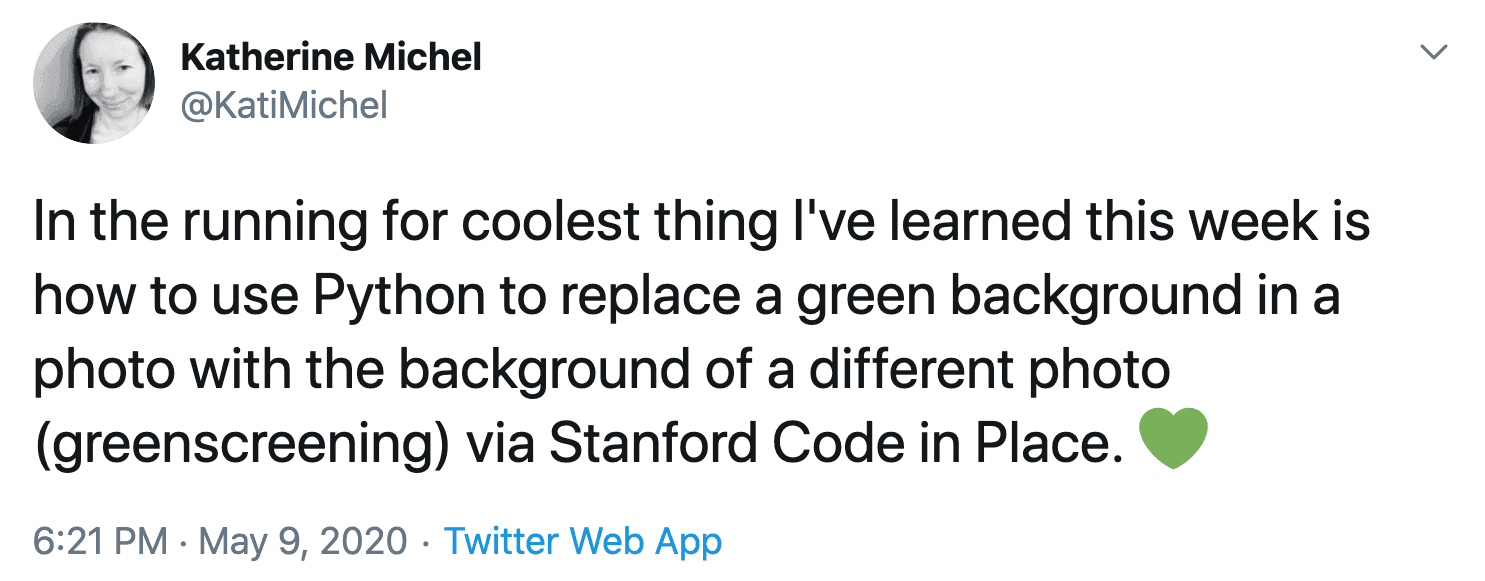 Katherine Michel
@KatiMichel
In the running for coolest thing I've learned this week is
how to use Python to replace a green background in a
photo with the background of a different photo
(greenscreening) via Stanford Code in Place. 💚
6:21 PM · May 9, 2020 · Twitter Web App